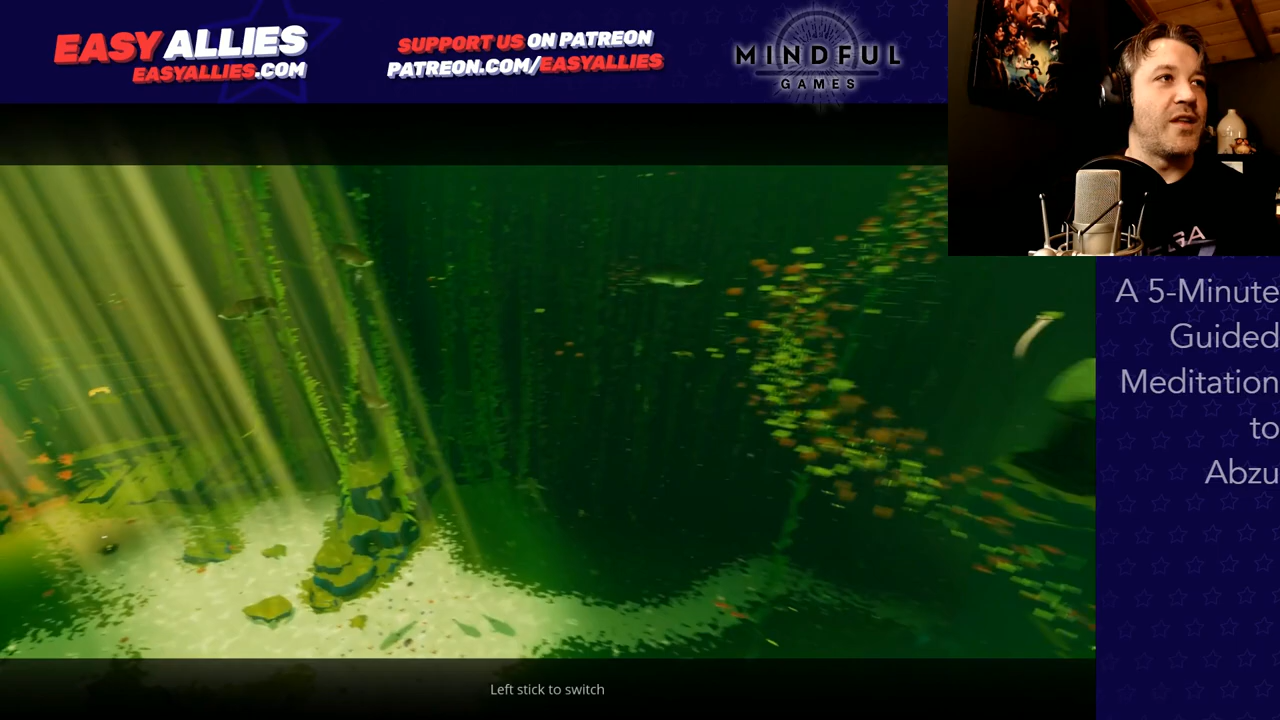 EASY ALLIES
EASYALLIES.COM
SUPPORT US ON PATREON
PATREON.COM/EASYALLIES
MINDFUL
GAMES
A 5-Minute
Guided
Meditation
to
Abzu
Left stick to switch